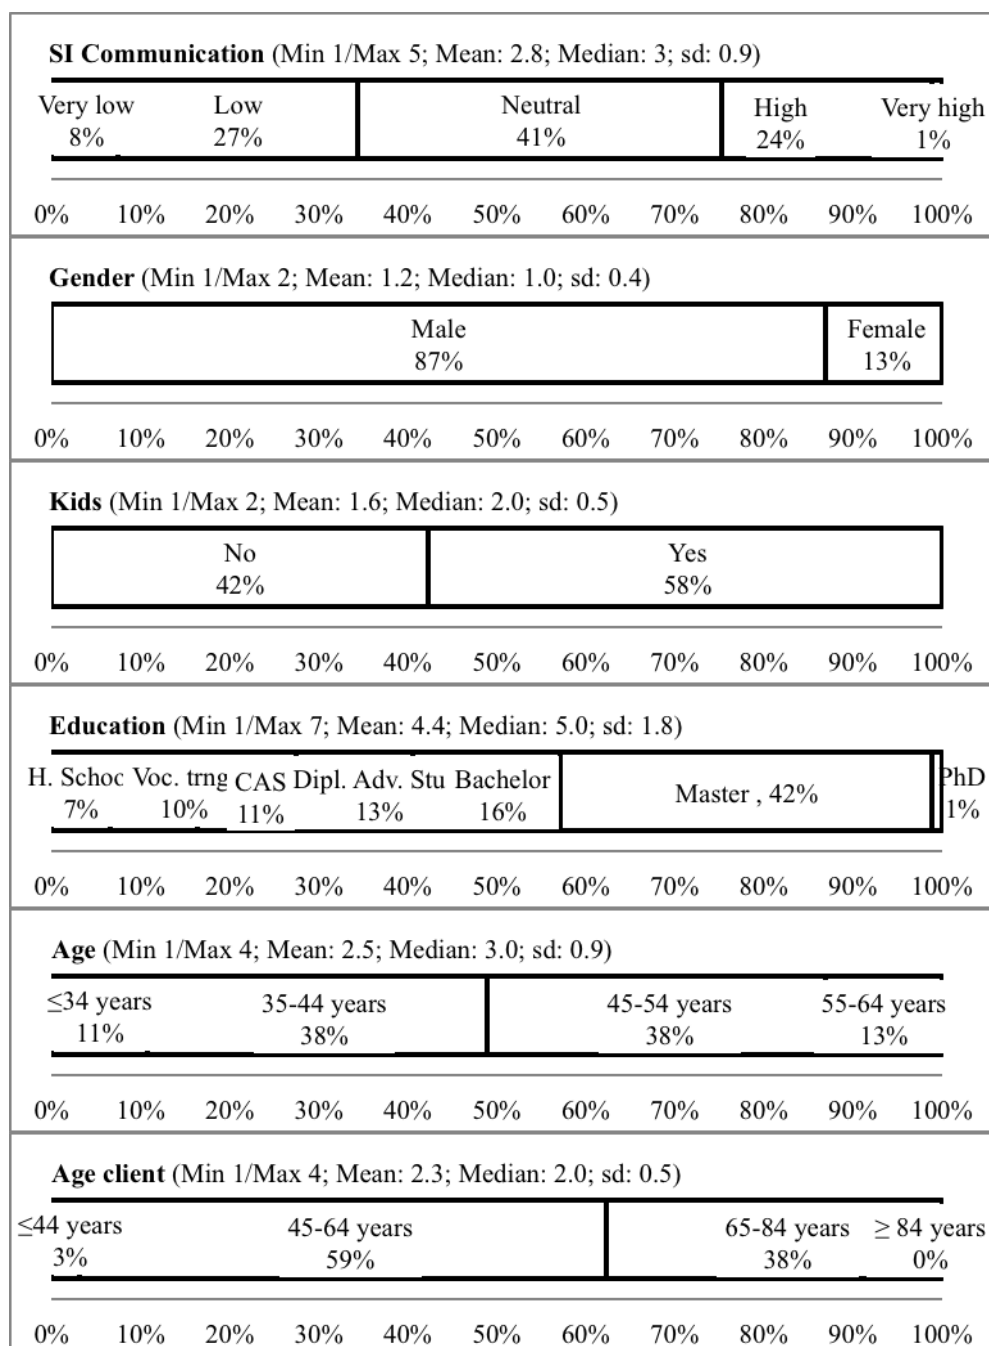 SI Communication (Min 1/Max 5; Mean: 2.8; Median: 3; sd: 0.9)
Very low Low Neutral High Very high
8% 27% 41% 24% 1%
0% 10% 20% 30% 40% 50% 60% 70% 80% 90% 100%
Gender (Min 1/Max 2; Mean: 1.2; Median: 1.0; sd: 0.4)
Male Female
87% 13%
0% 10% 20% 30% 40% 50% 60% 70% 80% 90% 100%
Kids (Min 1/Max 2; Mean: 1.6; Median: 2.0; sd: 0.5)
No Yes
42% 58%
0% 10% 20% 30% 40% 50% 60% 70% 80% 90% 100%
Education (Min 1/Max 7; Mean: 4.4; Median: 5.0; sd: 1.8)
H. Schoc Voc. trng CAS Dipl. Adv. Stu Bachelor Master , 42% PhD
7% 10% 11% 13% 16% 1%
0% 10% 20% 30% 40% 50% 60% 70% 80% 90% 100%
Age (Min 1/Max 4; Mean: 2.5; Median: 3.0; sd: 0.9)
≤34 years 35-44 years 45-54 years 55-64 years
11% 38% 38% 13%
0% 10% 20% 30% 40% 50% 60% 70% 80% 90% 100%
Age client (Min 1/Max 4; Mean: 2.3; Median: 2.0; sd: 0.5)
≤44 years 45-64 years 65-84 years ≥ 84 years
3% 59% 38% 0%
0% 10% 20% 30% 40% 50% 60% 70% 80% 90% 100%